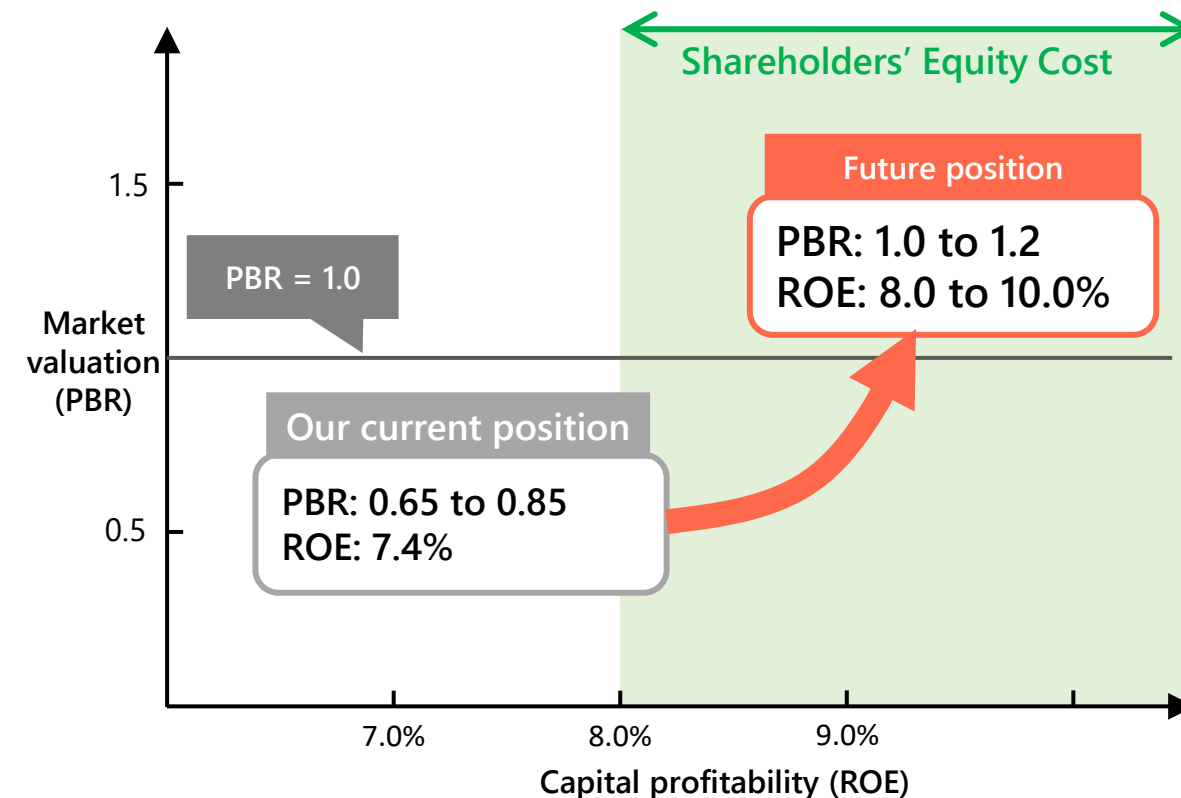 Shareholders’ Equity Cost
Future position
PBR: 1.0 to 1.2
ROE: 8.0 to 10.0%
1.5
PBR = 1.0
Market
valuation
(PBR)
Our current position
PBR: 0.65 to 0.85
ROE: 7.4%
0.5
7.0%
8.0%
9.0%
Capital profitability (ROE)